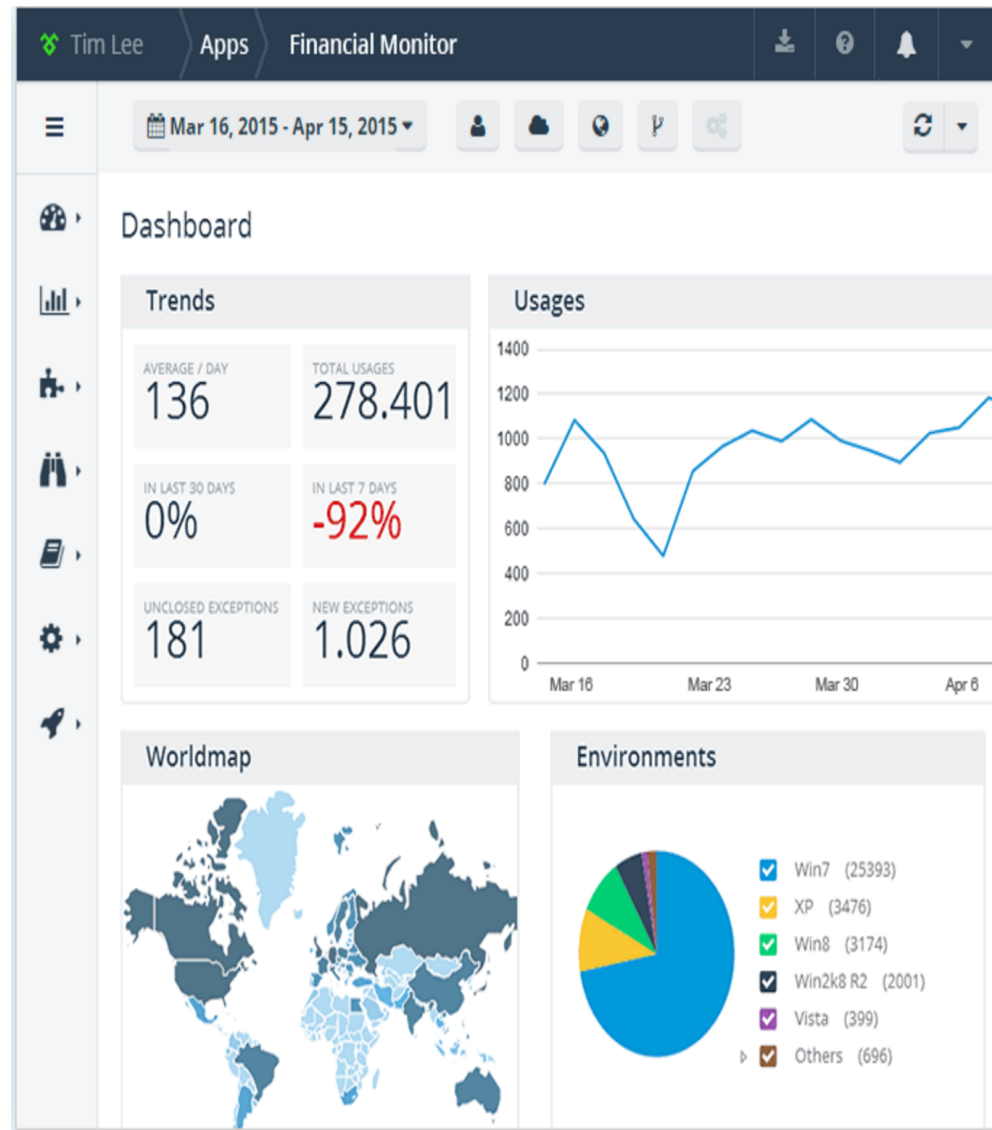 Tim Lee Apps Financial Monitor
Mar 16, 2015 - Apr 15, 2015
Dashboard
Trends
AVERAGE / DAY
136
TOTAL USAGES
278.401
IN LAST 30 DAYS
0%
IN LAST 7 DAYS
-92%
UNCLOSED EXCEPTIONS
181
NEW EXCEPTIONS
1.026
Usages
1400
1200
1000
800
600
400
200
0
Mar 16 Mar 23 Mar 30 Apr 6
Worldmap
Environments
Win7 (25393)
XP (3476)
Win8 (3174)
Win2k8 R2 (2001)
Vista (399)
Others (696)